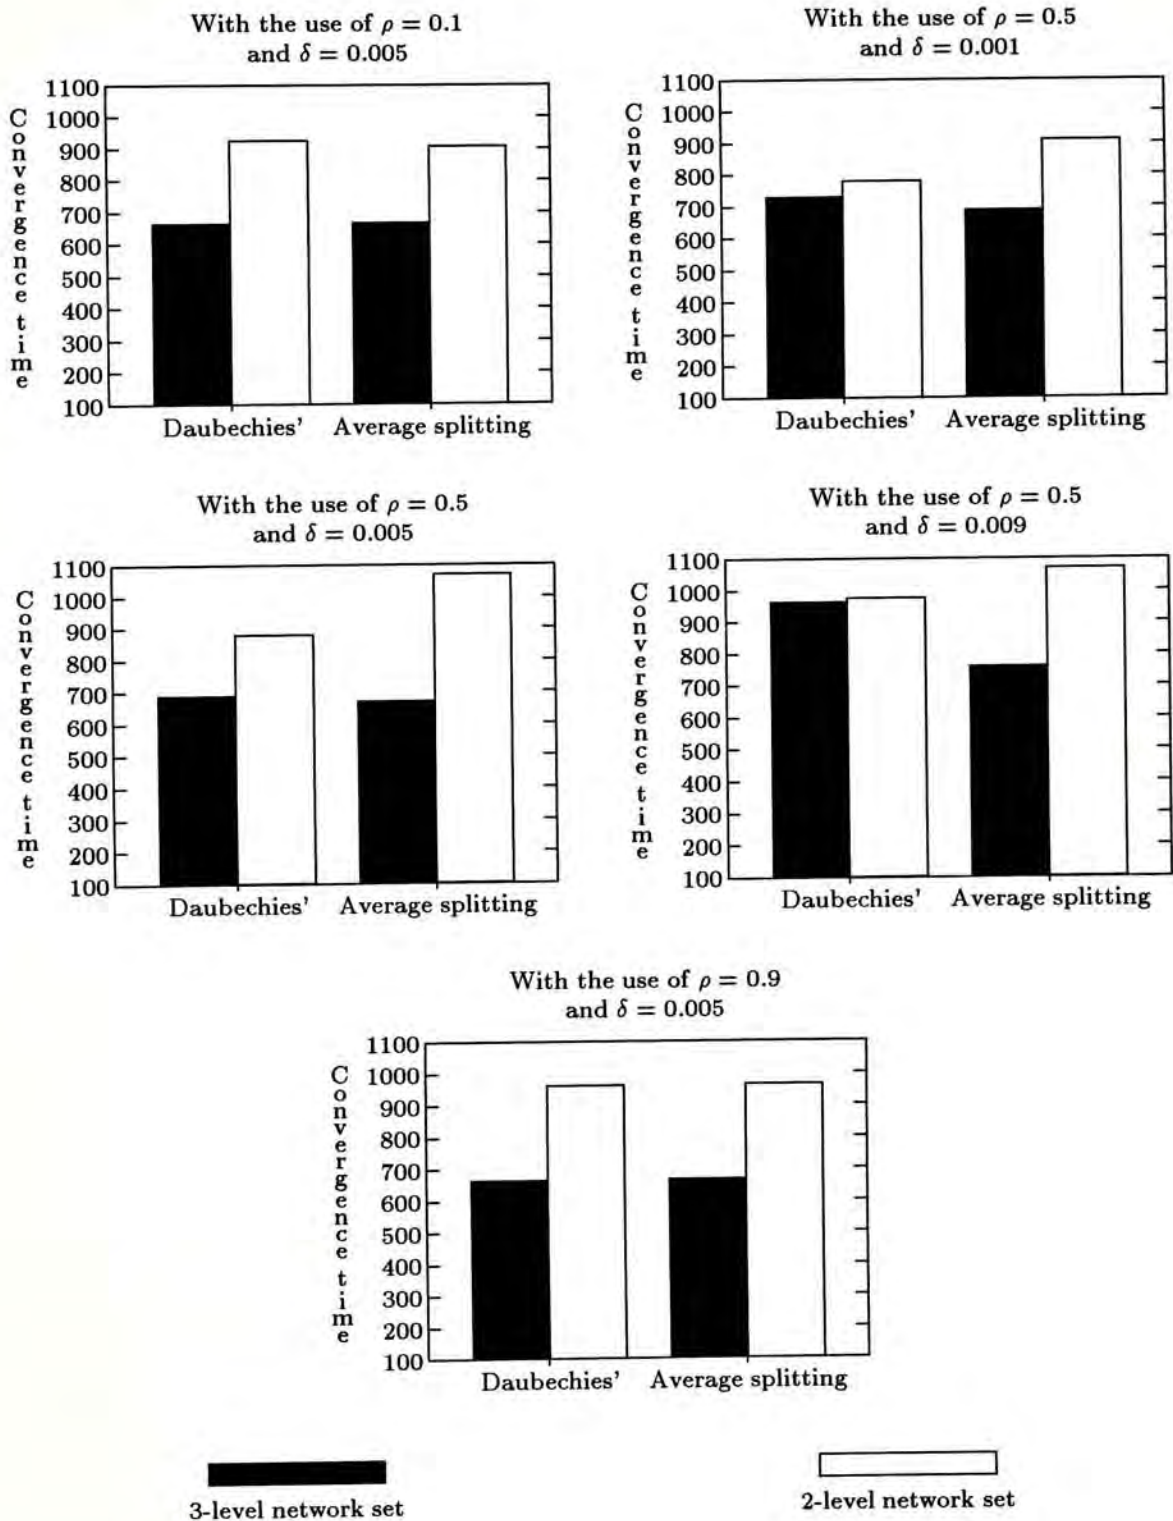 With the use of ρ = 0.1
and δ = 0.005
Convergence time
1100
1000
900
800
700
600
500
400
300
200
100
Daubechies' Average splitting
With the use of ρ = 0.5
and δ = 0.001
Convergence time
1100
1000
900
800
700
600
500
400
300
200
100
Daubechies' Average splitting
With the use of ρ = 0.5
and δ = 0.005
Convergence time
1100
1000
900
800
700
600
500
400
300
200
100
Daubechies' Average splitting
With the use of ρ = 0.5
and δ = 0.009
Convergence time
1100
1000
900
800
700
600
500
400
300
200
100
Daubechies' Average splitting
With the use of ρ = 0.9
and δ = 0.005
Convergence time
1100
1000
900
800
700
600
500
400
300
200
100
Daubechies' Average splitting
3-level network set
2-level network set